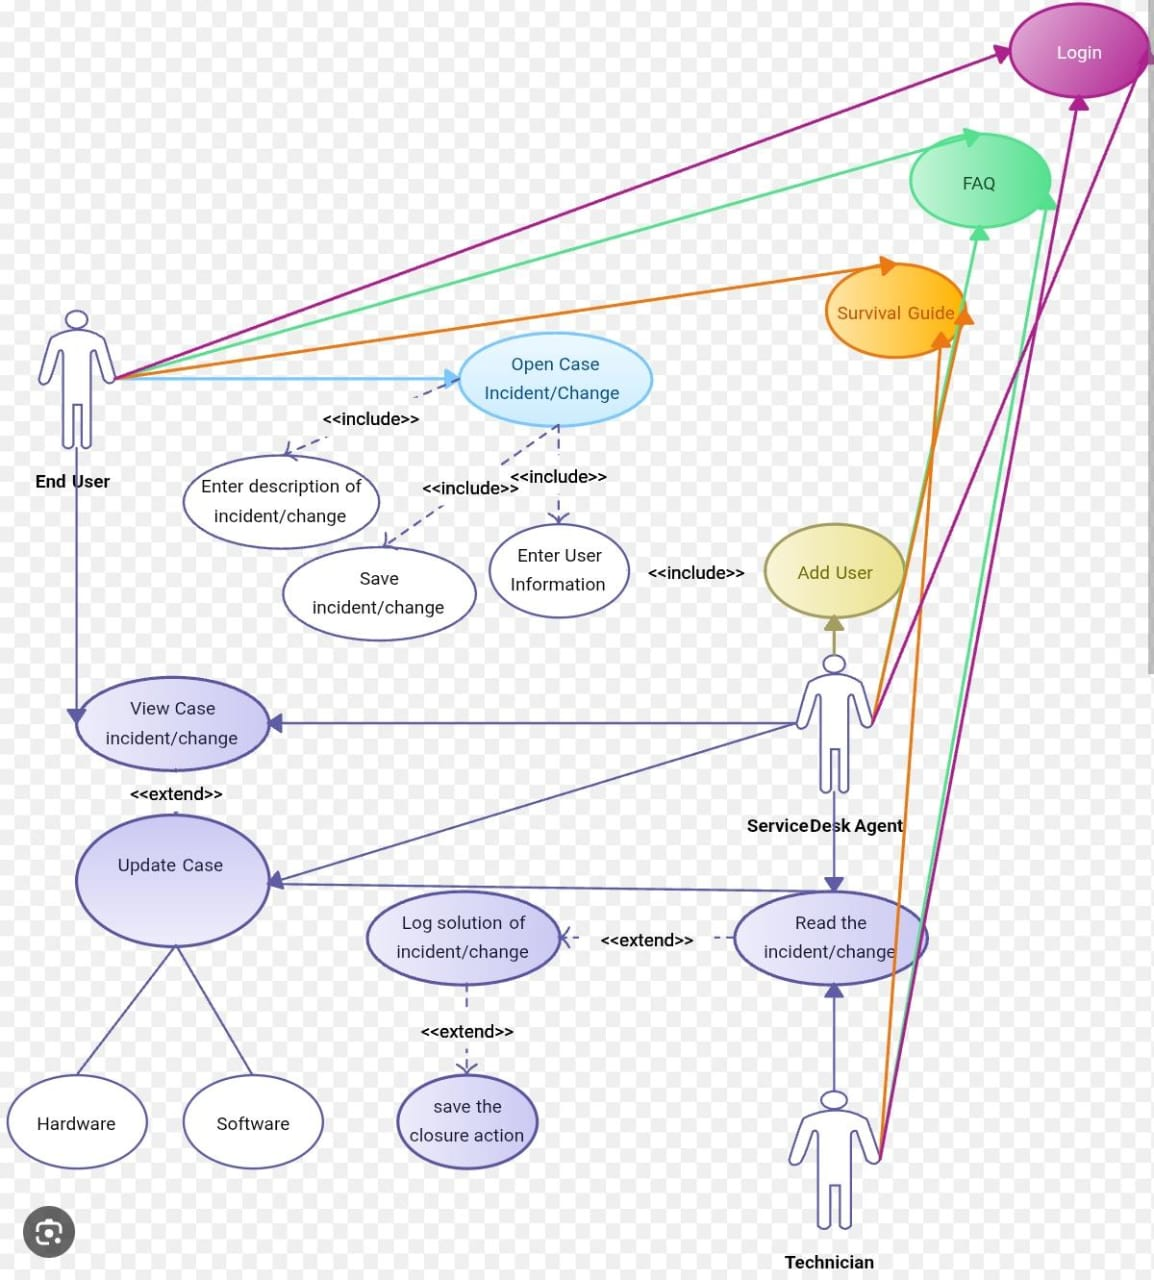 Login
FAQ
Survival Guide
Open Case
Incident/Change
<<include>>
End User
Enter description of
incident/change
<<include>>
<<include>>
Save
incident/change
Enter User
Information
<<include>>
Add User
View Case
incident/change
<<extend>>
ServiceDesk Agent
Update Case
Log solution of
incident/change
<<extend>>
Read the
incident/change
<<extend>>
Hardware
Software
save the
closure action
Technician